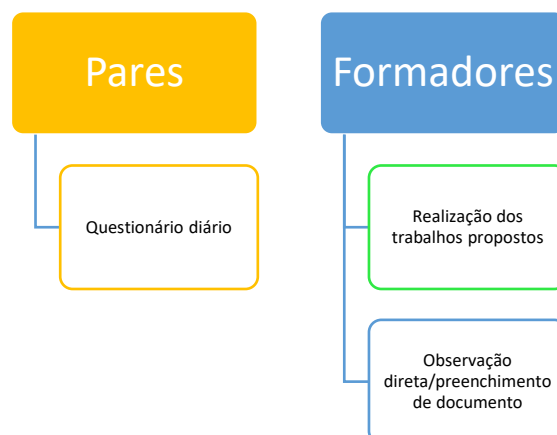 Pares
Questionário diário
Formadores
Realização dos
trabalhos propostos
Observação
direta/preenchimento
de documento